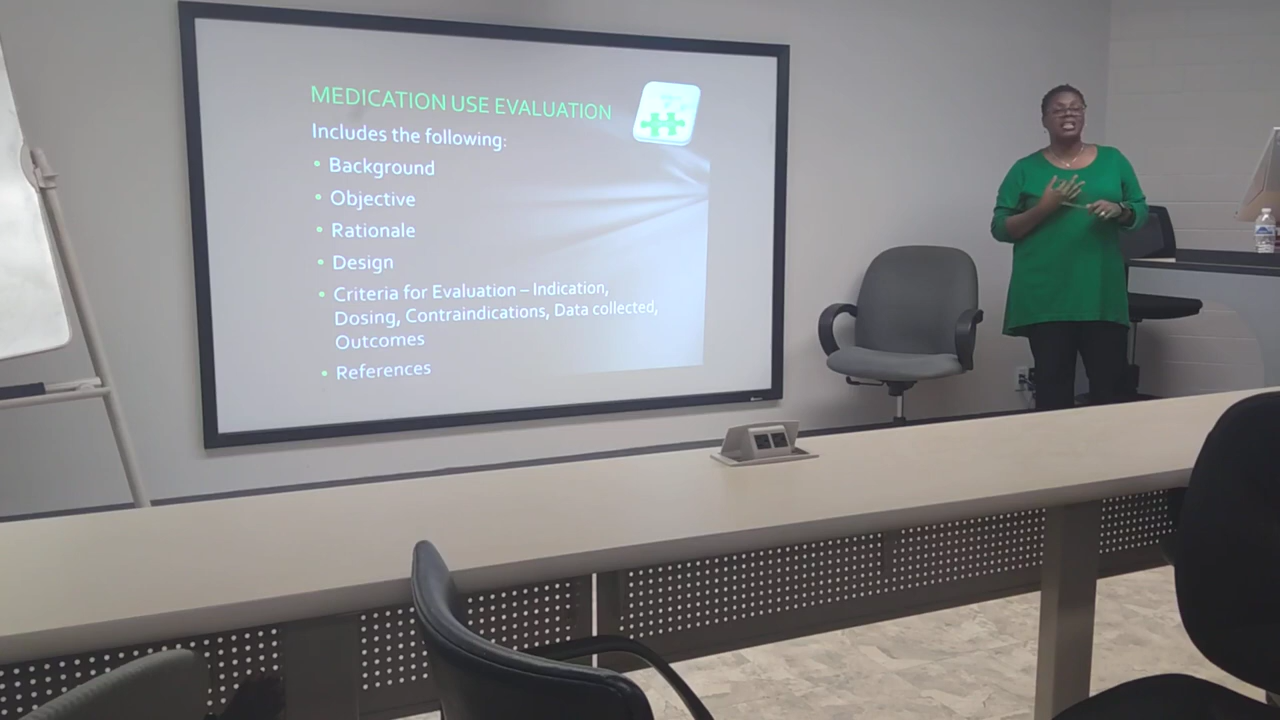 MEDICATION USE EVALUATION
Includes the following:
• Background
• Objective
• Rationale
• Design
• Criteria for Evaluation – Indication,
Dosing, Contraindications, Data collected,
Outcomes
• References